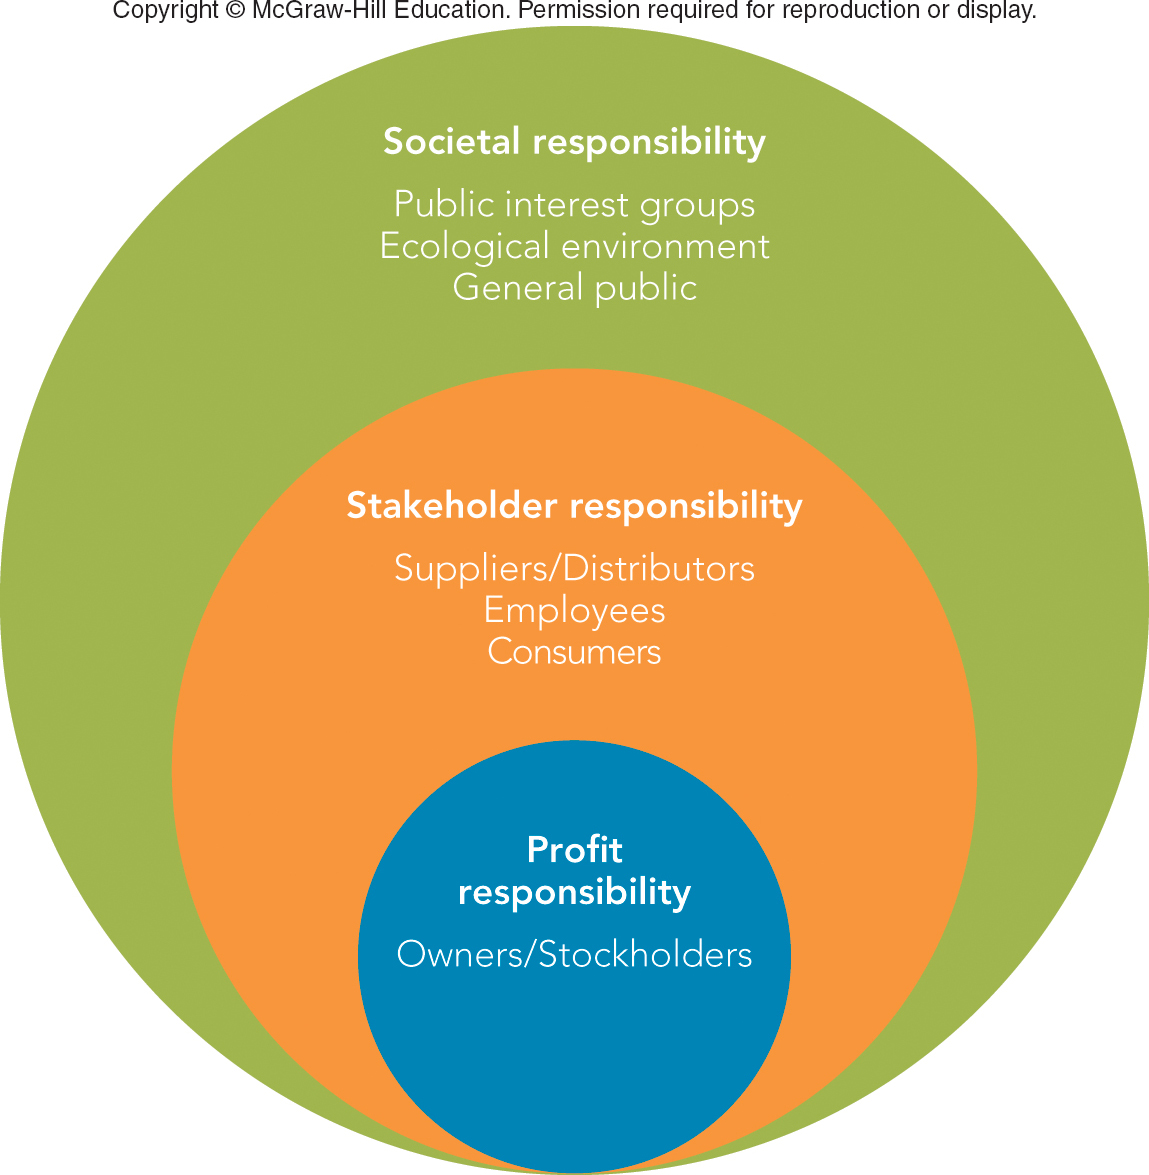 Copyright © McGraw-Hill Education. Permission required for reproduction or display.
Societal responsibility
Public interest groups
Ecological environment
General public
Stakeholder responsibility
Suppliers/Distributors
Employees
Consumers
Profit
responsibility
Owners/Stockholders